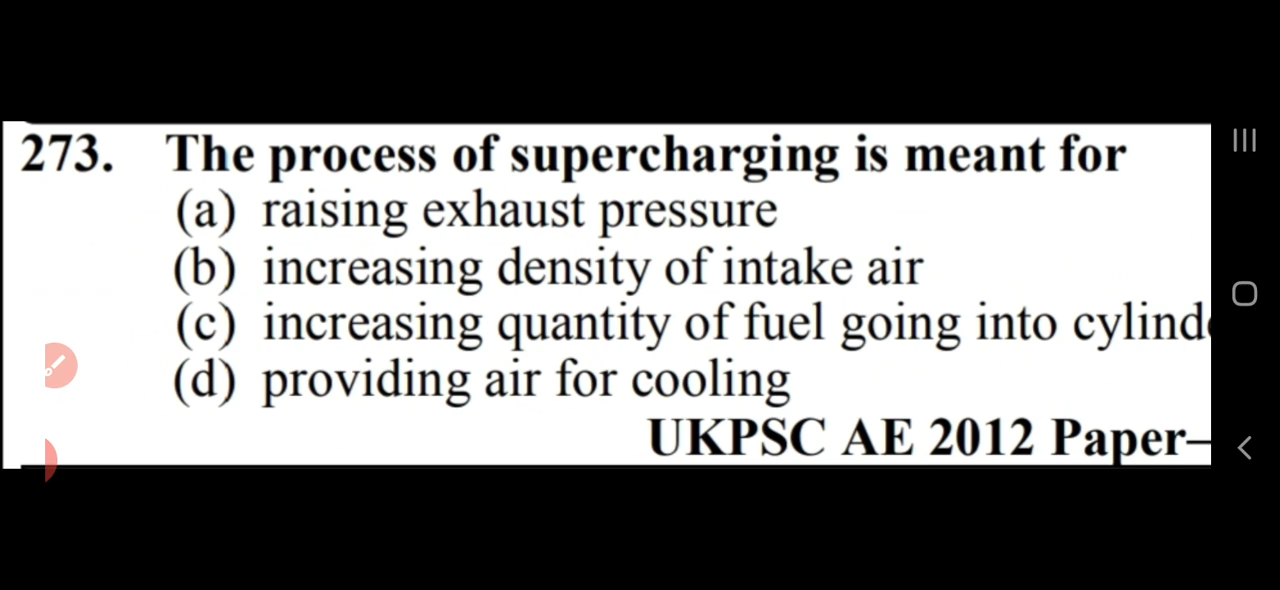 273. The process of supercharging is meant for
(a) raising exhaust pressure
(b) increasing density of intake air
(c) increasing quantity of fuel going into
(d) providing air for cooling
UKPSC AE 2012 Paper–